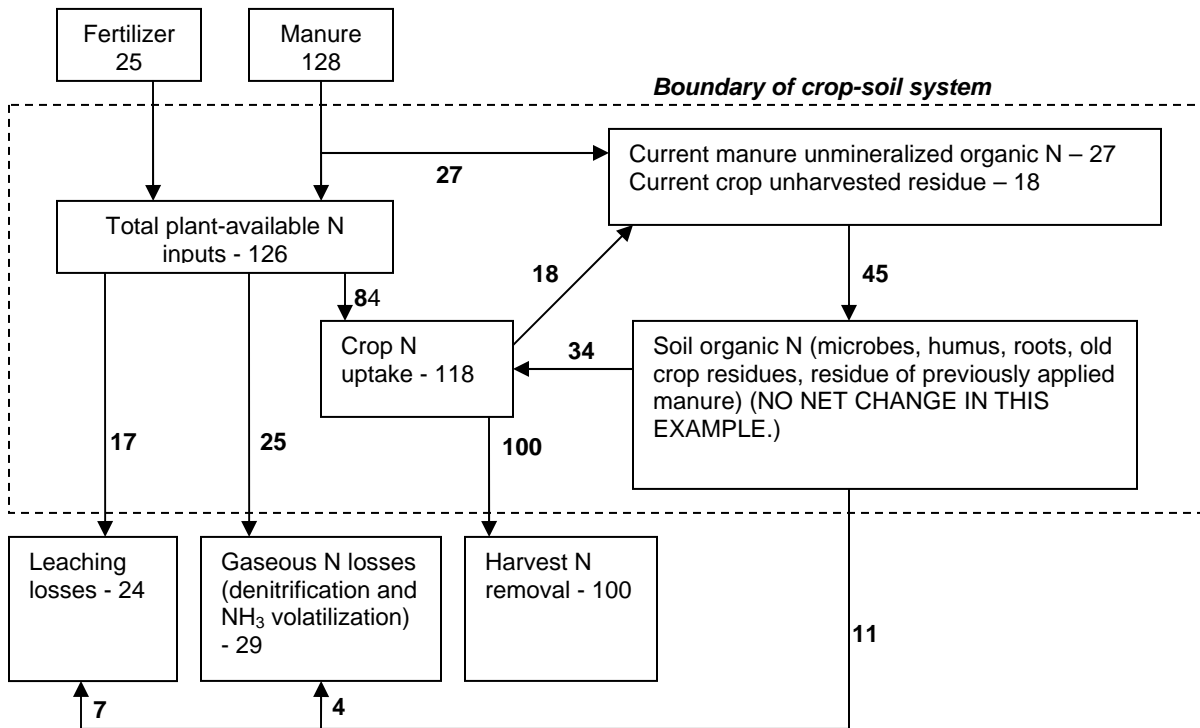 Fertilizer
25
Manure
128
Boundary of crop-soil system
27
Current manure unmineralized organic N – 27
Current crop unharvested residue – 18
Total plant-available N
inputs - 126
18
45
84
Crop N
uptake - 118
34
Soil organic N (microbes, humus, roots, old
crop residues, residue of previously applied
manure) (NO NET CHANGE IN THIS
EXAMPLE.)
17
25
100
Leaching
losses - 24
Gaseous N losses
(denitrification and
NH₃ volatilization)
- 29
Harvest N
removal - 100
11
7
4